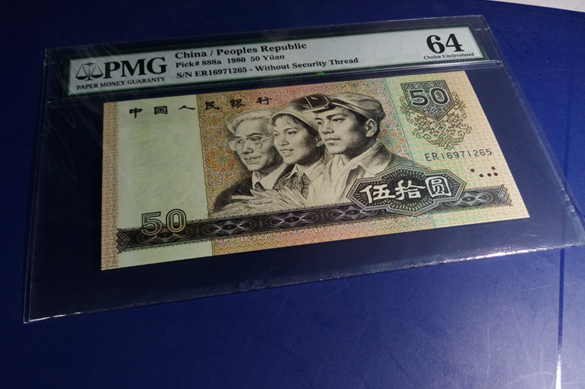 China / Peoples Republic
Pick# 888a 1980 50 Yüan
S/N ER16971265 - Without Security Thread
PMG
PAPER MONEY GUARANTY
64
Choice Uncirculated
中国人民银行
50
ER16971265
伍拾圆
50